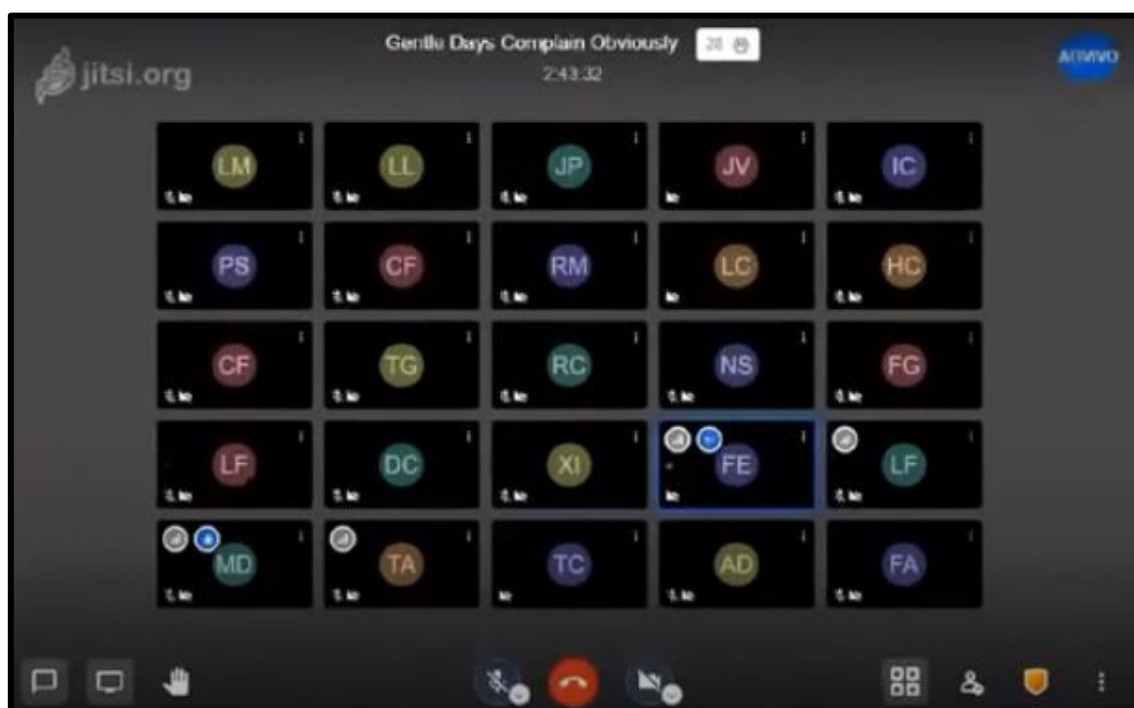 Gentle Days Complain Obviously 28
2:43:32
jitsi.org
LM LL JP JV IC
PS CF RM LC HC
CF TG RC NS FG
LF DC XI FE LF
MD TA TC AD FA